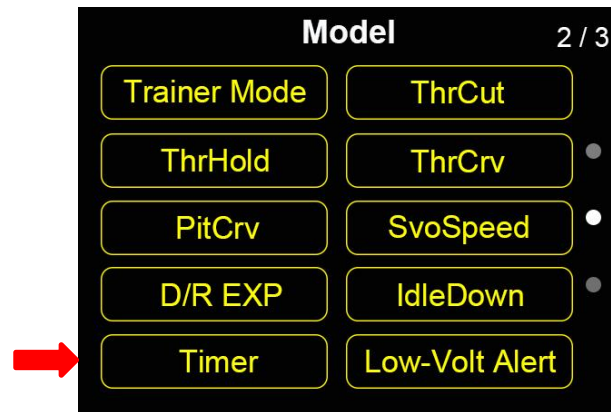 Model
2 / 3
Trainer Mode
ThrCut
ThrHold
ThrCrv
PitCrv
SvoSpeed
D/R EXP
IdleDown
Timer
Low-Volt Alert